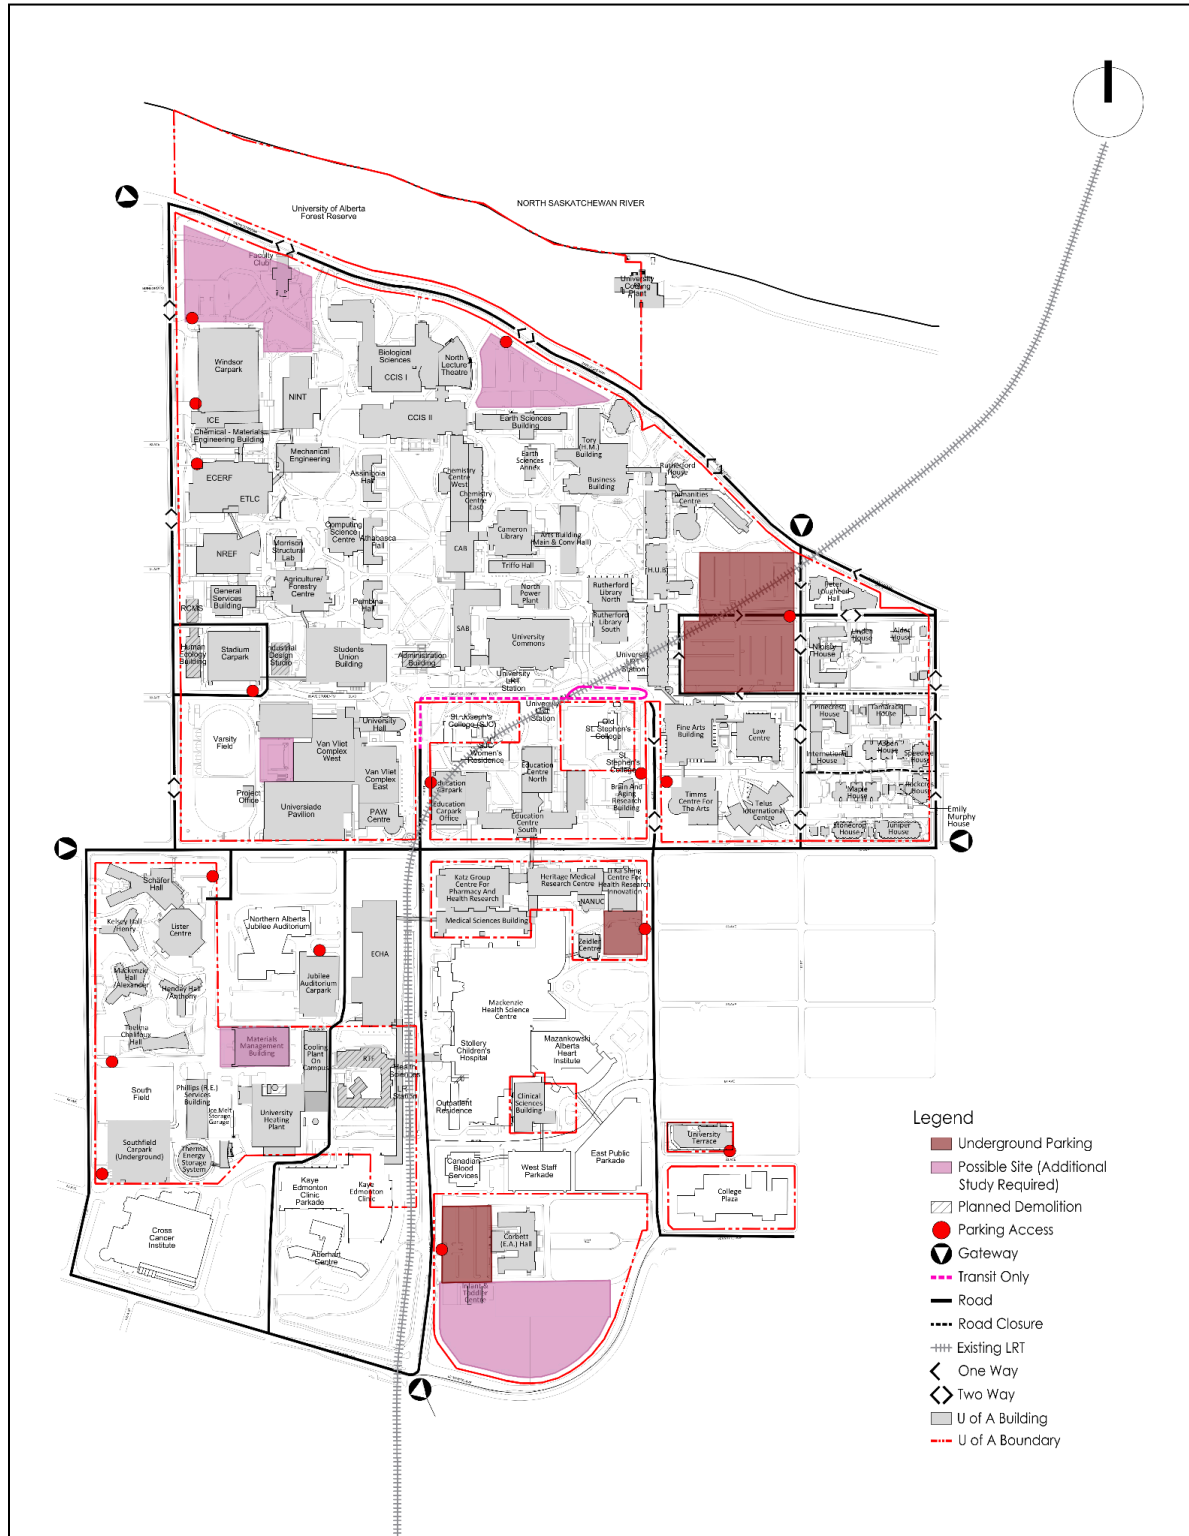 NORTH SASKATCHEWAN RIVER
University of Alberta
Forest Reserve
Faculty
Club
University
Cooling
Plant
Windsor
Carpark
Biological
Sciences
CCIS I
North
Lecture
Theatre
NINT
CCIS II
Earth Sciences
Building
ICE
Chemical - Materials
Engineering Building
Mechanical
Engineering
Assiniboia
Hall
Chemistry
Centre
West
Chemistry
Centre
East
Earth
Sciences
Annex
Tory
(H.M.)
Building
Business
Building
Rutherford
House
Humanities
Centre
ECERF
ETLC
NREF
Morrison
Structural
Lab
Computing
Science
Centre
Athabasca
Hall
Cameron
Library
Arts Building
(Main & Conv Hall)
CAB
Triffo Hall
H.U.B.
General
Services
Building
Agriculture/
Forestry
Centre
Pembina
Hall
North
Power
Plant
Rutherford
Library
North
Rutherford
Library
South
Peter
Lougheed
Hall
RCMS
Human
Ecology
Building
Stadium
Carpark
Industrial
Design
Studio
Students
Union
Building
Administration
Building
SAB
University
Commons
University
LRT
Station
University
Station
Nipisiy
House
Linden
House
Alder
House
Varsity
Field
Van Vliet
Complex
West
University
Hall
St. Joseph's
College (SJC)
SJC
Women's
Residence
University
LRT
Station
Old
St. Stephen's
College
St.
Stephen's
College
Fine Arts
Building
Law
Centre
Pinecrest
House
Tamarack
House
International
House
Aspen
House
Van Vliet
Complex
East
Project
Office
Universiade
Pavilion
PAW
Centre
Education
Carpark
Education
Carpark
Office
Education
Centre
North
Education
Centre
South
Brain And
Aging
Research
Building
Timms
Centre For
The Arts
Telus
International
Centre
Maple
House
Juniper
House
Emily
Murphy
House
Schäffer
Hall
Kelsey Hall
/Henry
Lister
Centre
Mackenzie
Hall
/Alexander
Henday Hall
/Anthony
Thelma
Chalifoux
Hall
Northern Alberta
Jubilee Auditorium
Jubilee
Auditorium
Carpark
ECHA
Katz Group
Centre For
Pharmacy And
Health Research
Heritage Medical
Research Centre
Li Ka Shing
Centre For
Health Research
Innovation
NANUC
Medical Sciences Building
Zeidler
Centre
Mackenzie
Health Science
Centre
Stollery
Children's
Hospital
Mazankowski
Alberta
Heart
Institute
Materials
Management
Building
Cooling
Plant
On
Campus
RTF
Health
Sciences
LRT
Station
South
Field
Phillips (R.E.)
Services
Building
Ice Melt
Storage
Garage
University
Heating
Plant
Outpatient
Residence
Clinical
Sciences
Building
Southfield
Carpark
(Underground)
Thermal
Energy
Storage
System
Canadian
Blood
Services
West Staff
Parkade
East Public
Parkade
University
Terrace
College
Plaza
Kaye
Edmonton
Clinic
Parkade
Kaye
Edmonton
Clinic
Cross
Cancer
Institute
Aberhart
Centre
Corbett
(E.A.) Hall
Infant &
Toddler
Centre
Legend
Underground Parking
Possible Site (Additional
Study Required)
Planned Demolition
Parking Access
Gateway
Transit Only
Road
Road Closure
Existing LRT
One Way
Two Way
U of A Building
U of A Boundary